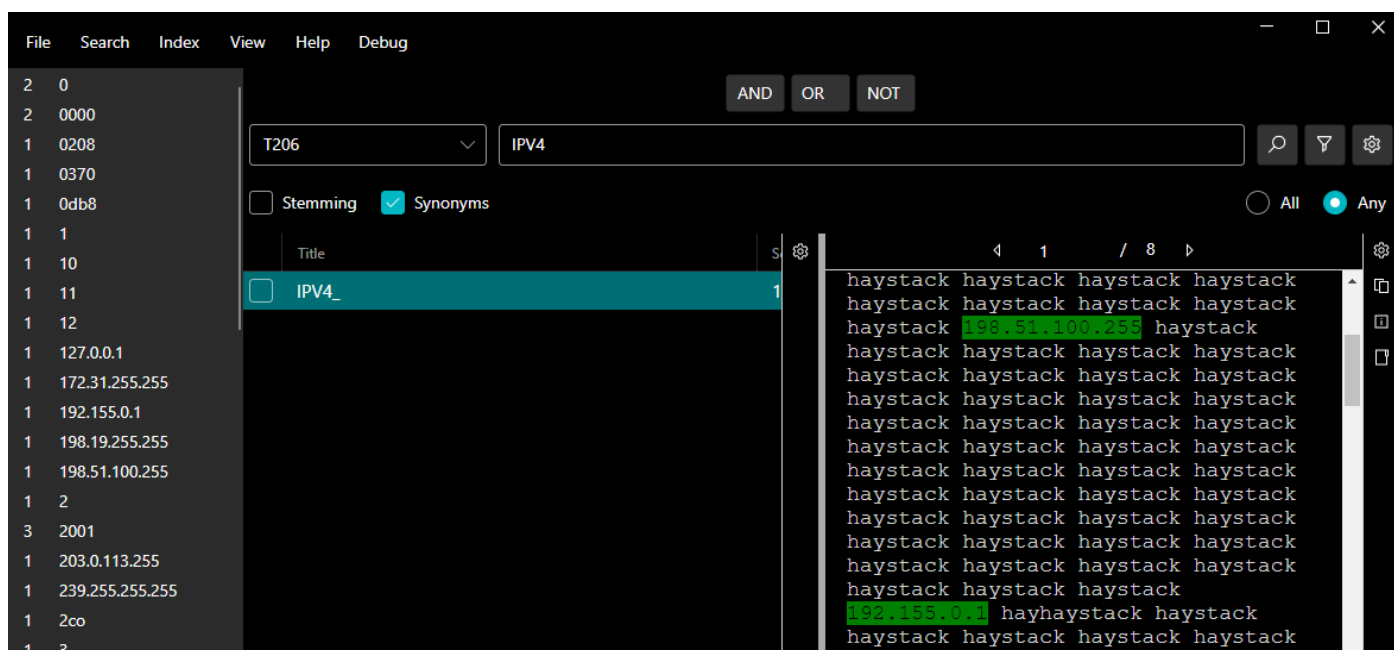 File Search Index View Help Debug
2 0
2 0000
1 0208
1 0370
1 0db8
1 1
1 10
1 11
1 12
1 127.0.0.1
1 172.31.255.255
1 192.155.0.1
1 198.19.255.255
1 198.51.100.255
1 2
3 2001
1 203.0.113.255
1 239.255.255.255
1 2co
AND OR NOT
T206 IPV4
Stemming Synonyms All Any
Title
IPV4_ 1
1 / 8
haystack haystack haystack haystack
haystack haystack haystack haystack
haystack 198.51.100.255 haystack
haystack haystack haystack haystack
haystack haystack haystack haystack
haystack haystack haystack haystack
haystack haystack haystack haystack
haystack haystack haystack haystack
haystack haystack haystack haystack
haystack haystack haystack haystack
haystack haystack haystack haystack
haystack haystack haystack haystack
haystack haystack haystack haystack
haystack haystack haystack
192.155.0.1 hayhaystack haystack
haystack haystack haystack haystack